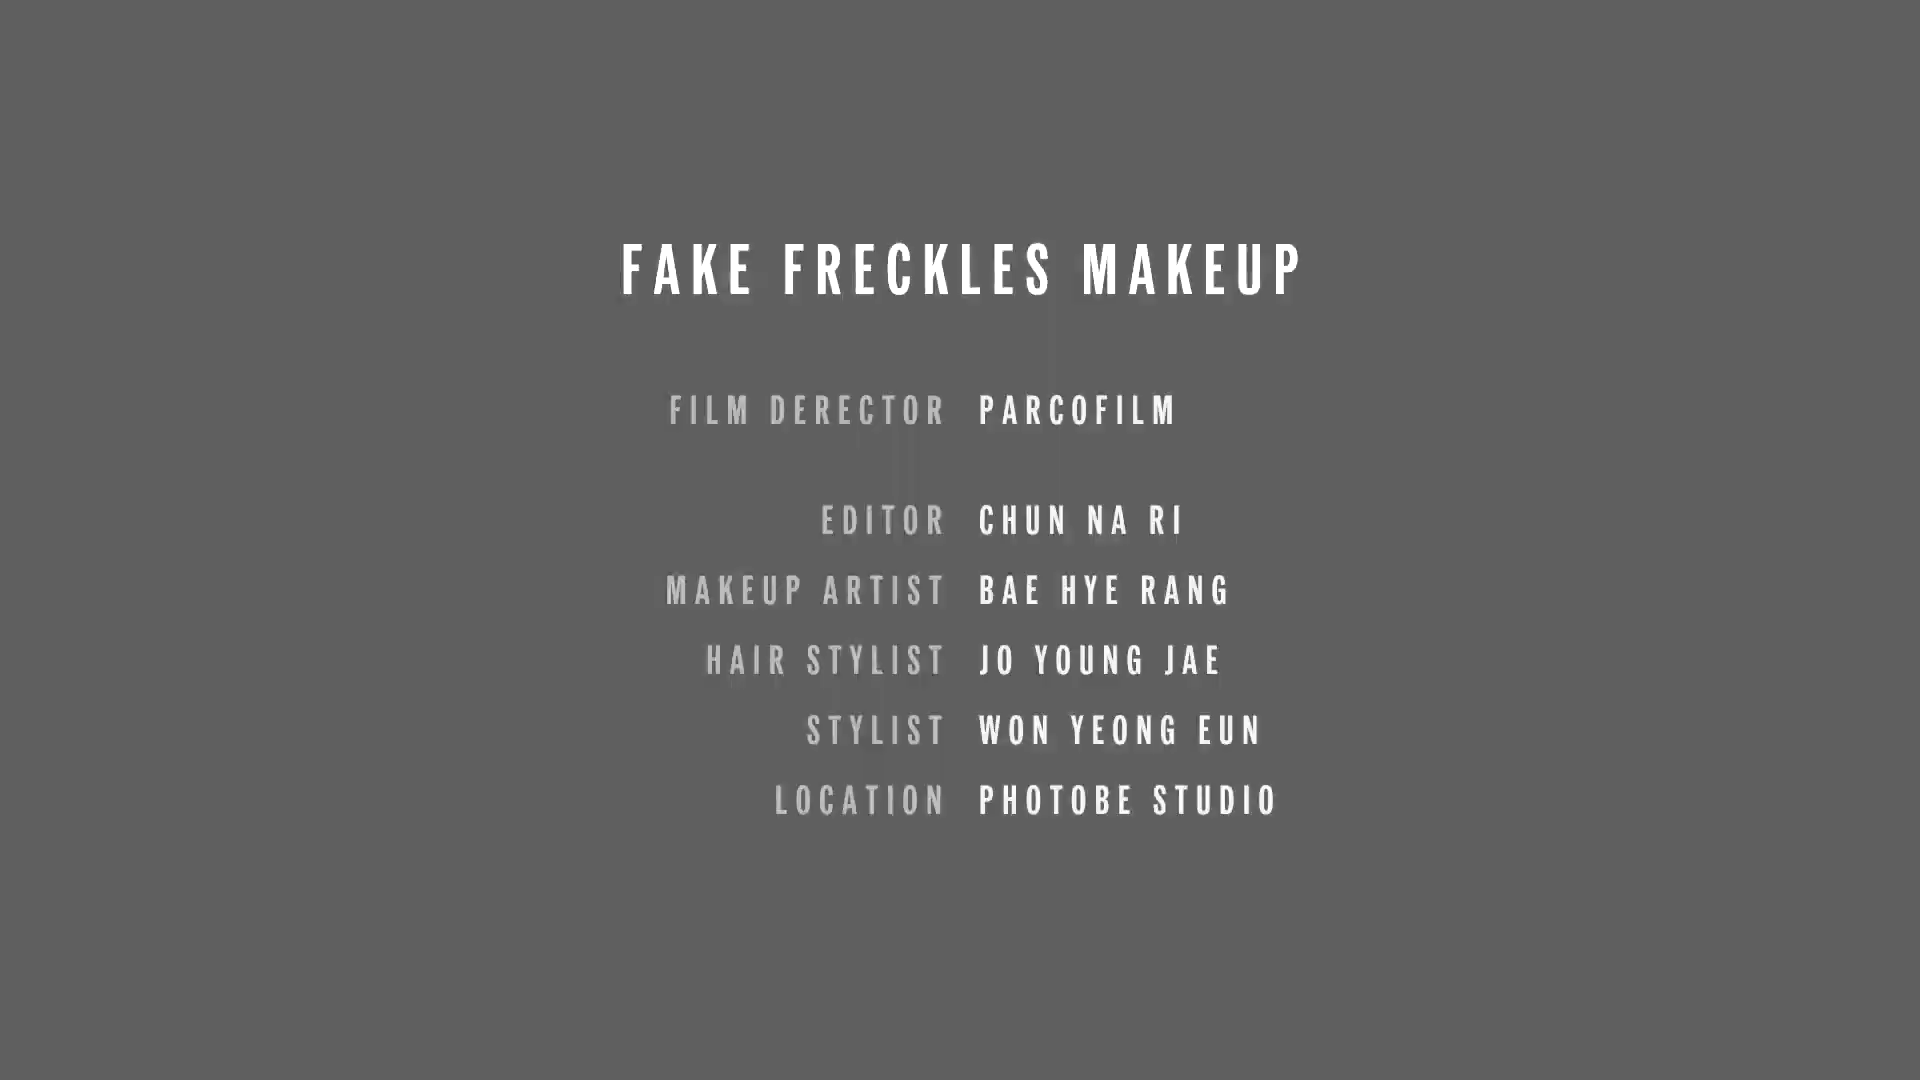 FAKE FRECKLES MAKEUP
FILM DERECTOR PARCOFILM
EDITOR CHUN NA RI
MAKEUP ARTIST BAE HYE RANG
HAIR STYLIST JO YOUNG JAE
STYLIST WON YEONG EUN
LOCATION PHOTOBE STUDIO